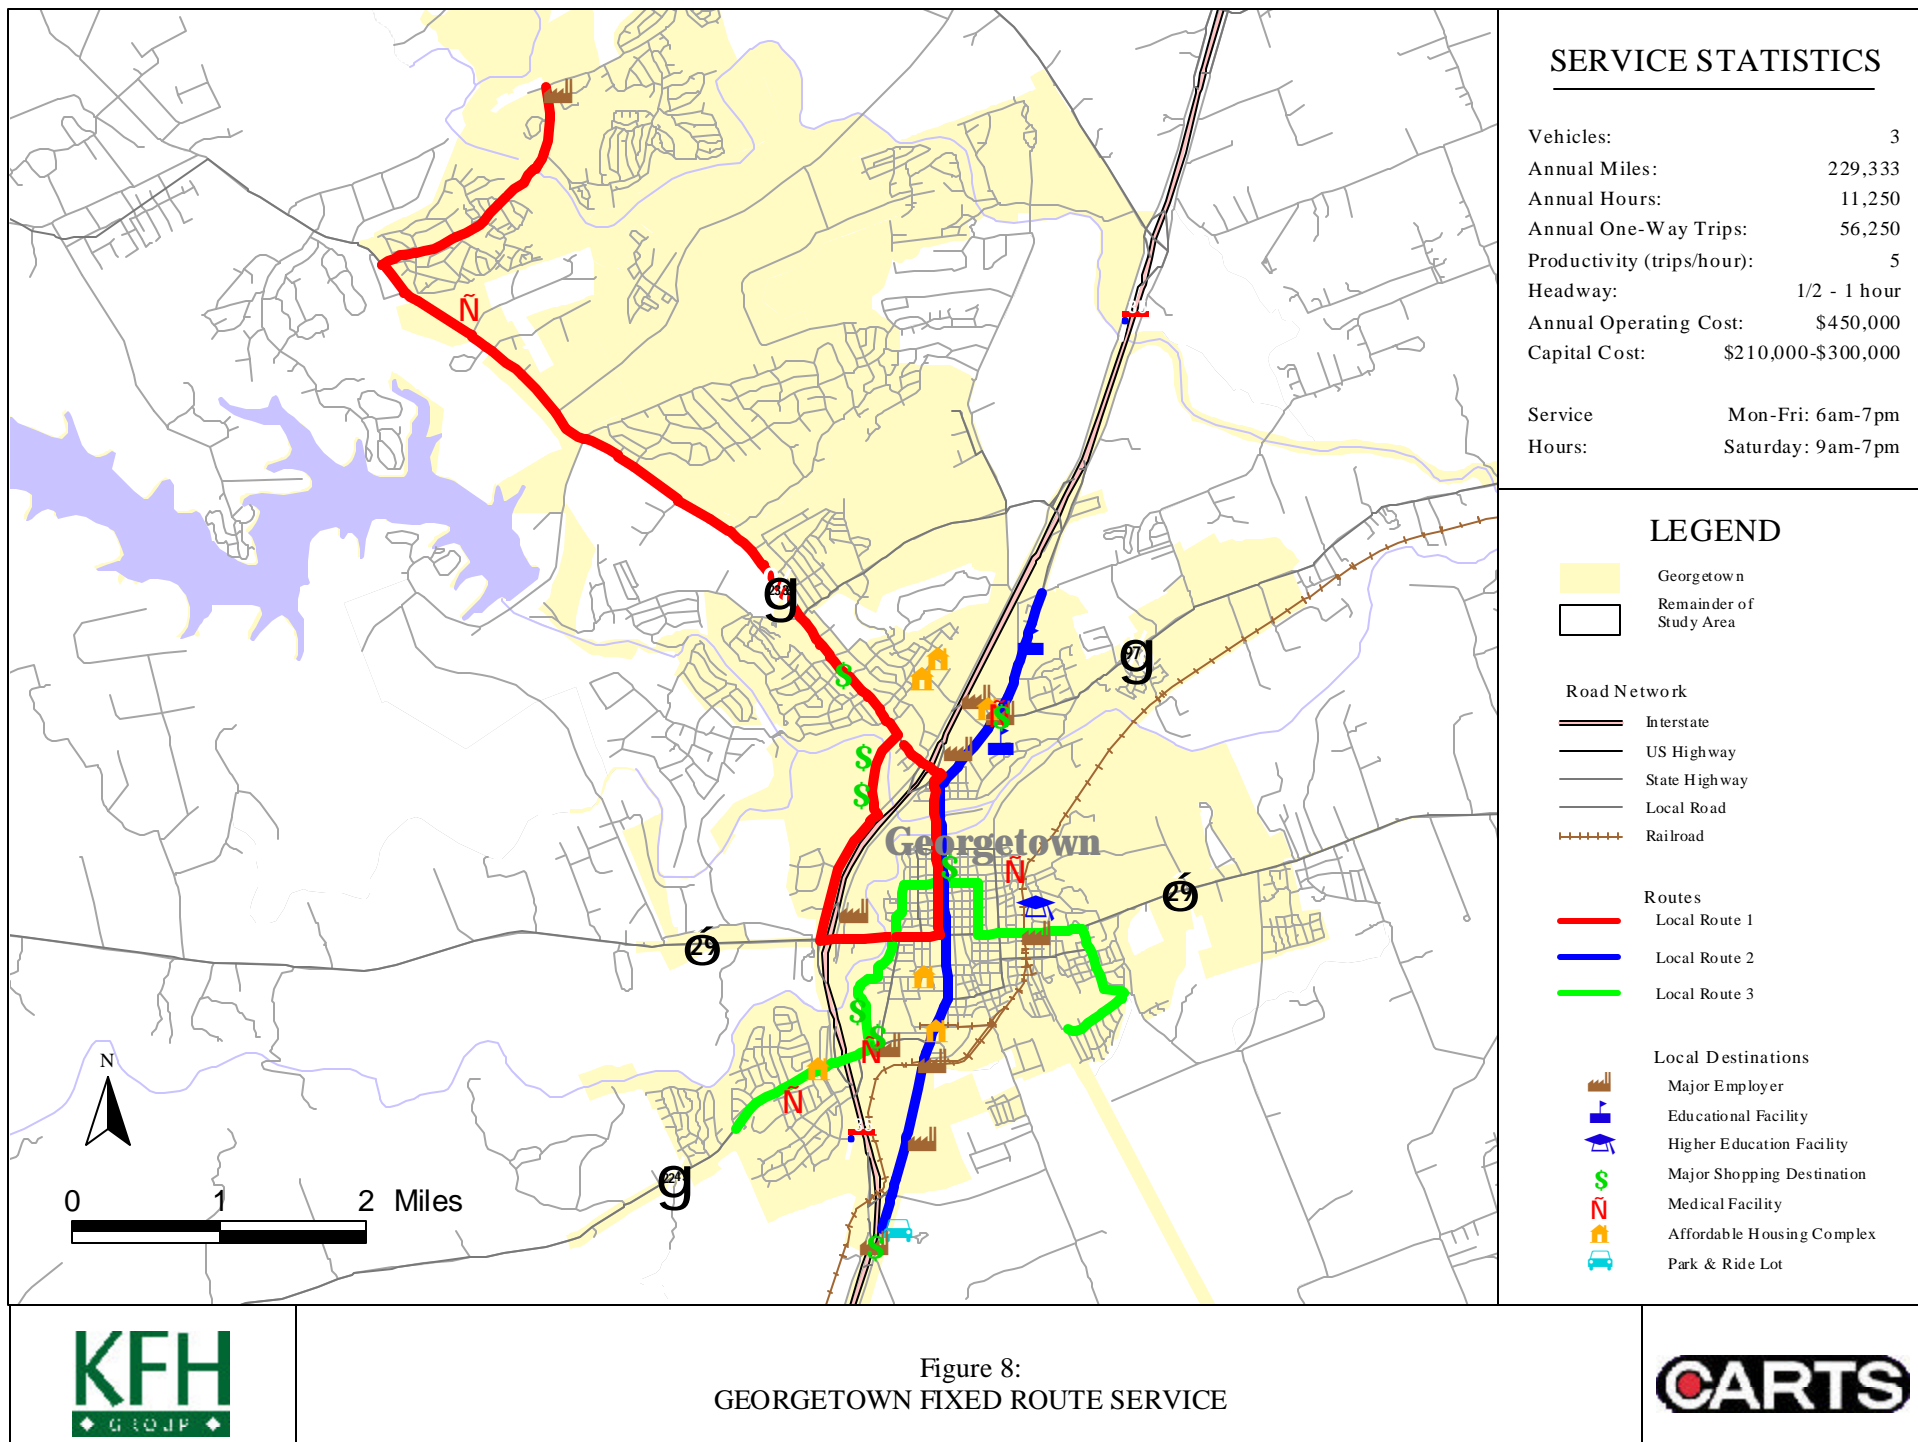 SERVICE STATISTICS
Vehicles: 3
Annual Miles: 229,333
Annual Hours: 11,250
Annual One-Way Trips: 56,250
Productivity (trips/hour): 5
Headway: 1/2 - 1 hour
Annual Operating Cost: $450,000
Capital Cost: $210,000-$300,000
Service Mon-Fri: 6am-7pm
Hours: Saturday: 9am-7pm
LEGEND
Georgetown
Remainder of
Study Area
Road Network
Interstate
US Highway
State Highway
Local Road
Railroad
Routes
Local Route 1
Local Route 2
Local Route 3
Local Destinations
Major Employer
Educational Facility
Higher Education Facility
$ Major Shopping Destination
Ñ Medical Facility
Affordable Housing Complex
Park & Ride Lot
Ñ
g
$
g
97
$
$
$
Georgetown
$
Ñ
29
29
$
$
Ñ
Ñ
g
224
$
N
0 1 2 Miles
KFH
GROUP
Figure 8:
GEORGETOWN FIXED ROUTE SERVICE
CARTS